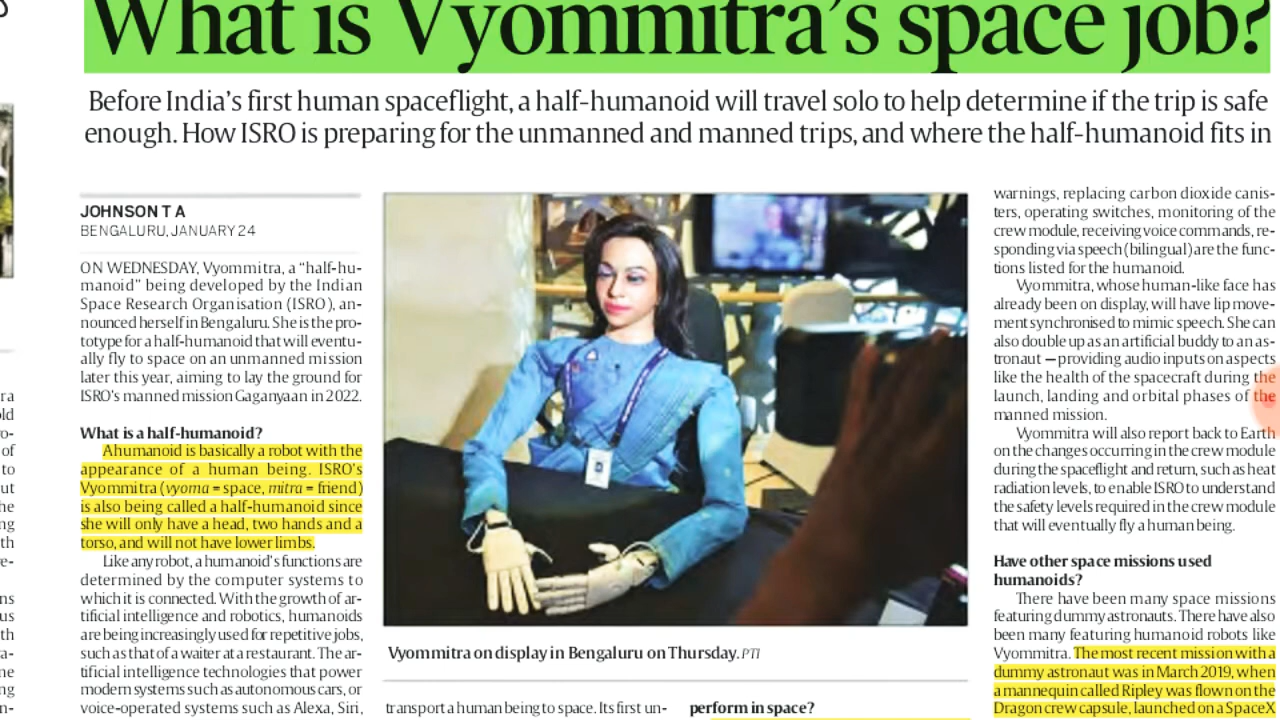 What is Vyommitra's space job?
Before India's first human spaceflight, a half-humanoid will travel solo to help determine if the trip is safe
enough. How ISRO is preparing for the unmanned and manned trips, and where the half-humanoid fits in
JOHNSON T A
BENGALURU, JANUARY 24
ON WEDNESDAY, Vyommitra, a "half-hu-
manoid" being developed by the Indian
Space Research Organisation (ISRO), an-
nounced herself in Bengaluru. She is the pro-
totype for a half-humanoid that will eventu-
ally fly to space on an unmanned mission
later this year, aiming to lay the ground for
ISRO's manned mission Gaganyaan in 2022.
What is a half-humanoid?
A humanoid is basically a robot with the
appearance of a human being. ISRO's
Vyommitra (vyoma = space, mitra = friend)
is also being called a half-humanoid since
she will only have a head, two hands and a
torso, and will not have lower limbs.
Like any robot, a humanoid's functions are
determined by the computer systems to
which it is connected. With the growth of ar-
tificial intelligence and robotics, humanoids
are being increasingly used for repetitive jobs,
such as that of a waiter at a restaurant. The ar-
tificial intelligence technologies that power
modern systems such as autonomous cars, or
voice-operated systems such as Alexa, Siri,
Vyommitra on display in Bengaluru on Thursday. PTI
transport a human being to space. Its first un-
perform in space?
warnings, replacing carbon dioxide canis-
ters, operating switches, monitoring of the
crew module, receiving voice commands, re-
sponding via speech (bilingual) are the func-
tions listed for the humanoid.
Vyommitra, whose human-like face has
already been on display, will have lip move-
ment synchronised to mimic speech. She can
also double up as an artificial buddy to an as-
tronaut — providing audio inputs on aspects
like the health of the spacecraft during the
launch, landing and orbital phases of the
manned mission.
Vyommitra will also report back to Earth
on the changes occurring in the crew module
during the spaceflight and return, such as heat
radiation levels, to enable ISRO to understand
the safety levels required in the crew module
that will eventually fly a human being.
Have other space missions used
humanoids?
There have been many space missions
featuring dummy astronauts. There have also
been many featuring humanoid robots like
Vyommitra. The most recent mission with a
dummy astronaut was in March 2019, when
a mannequin called Ripley was flown on the
Dragon crew capsule, launched on a SpaceX